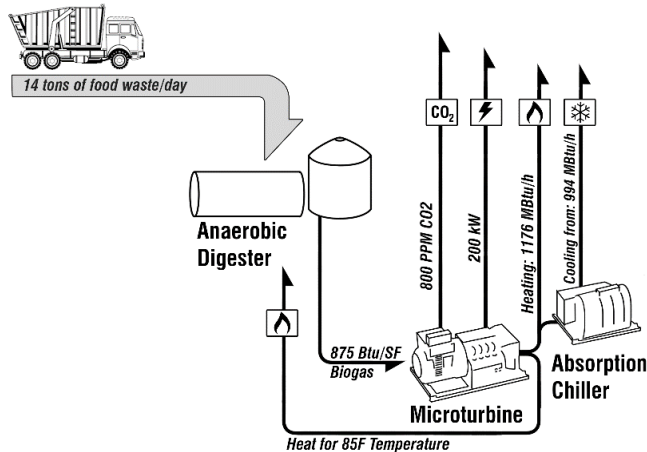 14 tons of food waste/day
CO2
800 PPM CO2
200 kW
Heating: 1176 MBtu/h
Cooling from: 994 MBtu/h
Anaerobic
Digester
875 Btu/SF
Biogas
Absorption
Chiller
Microturbine
Heat for 85F Temperature